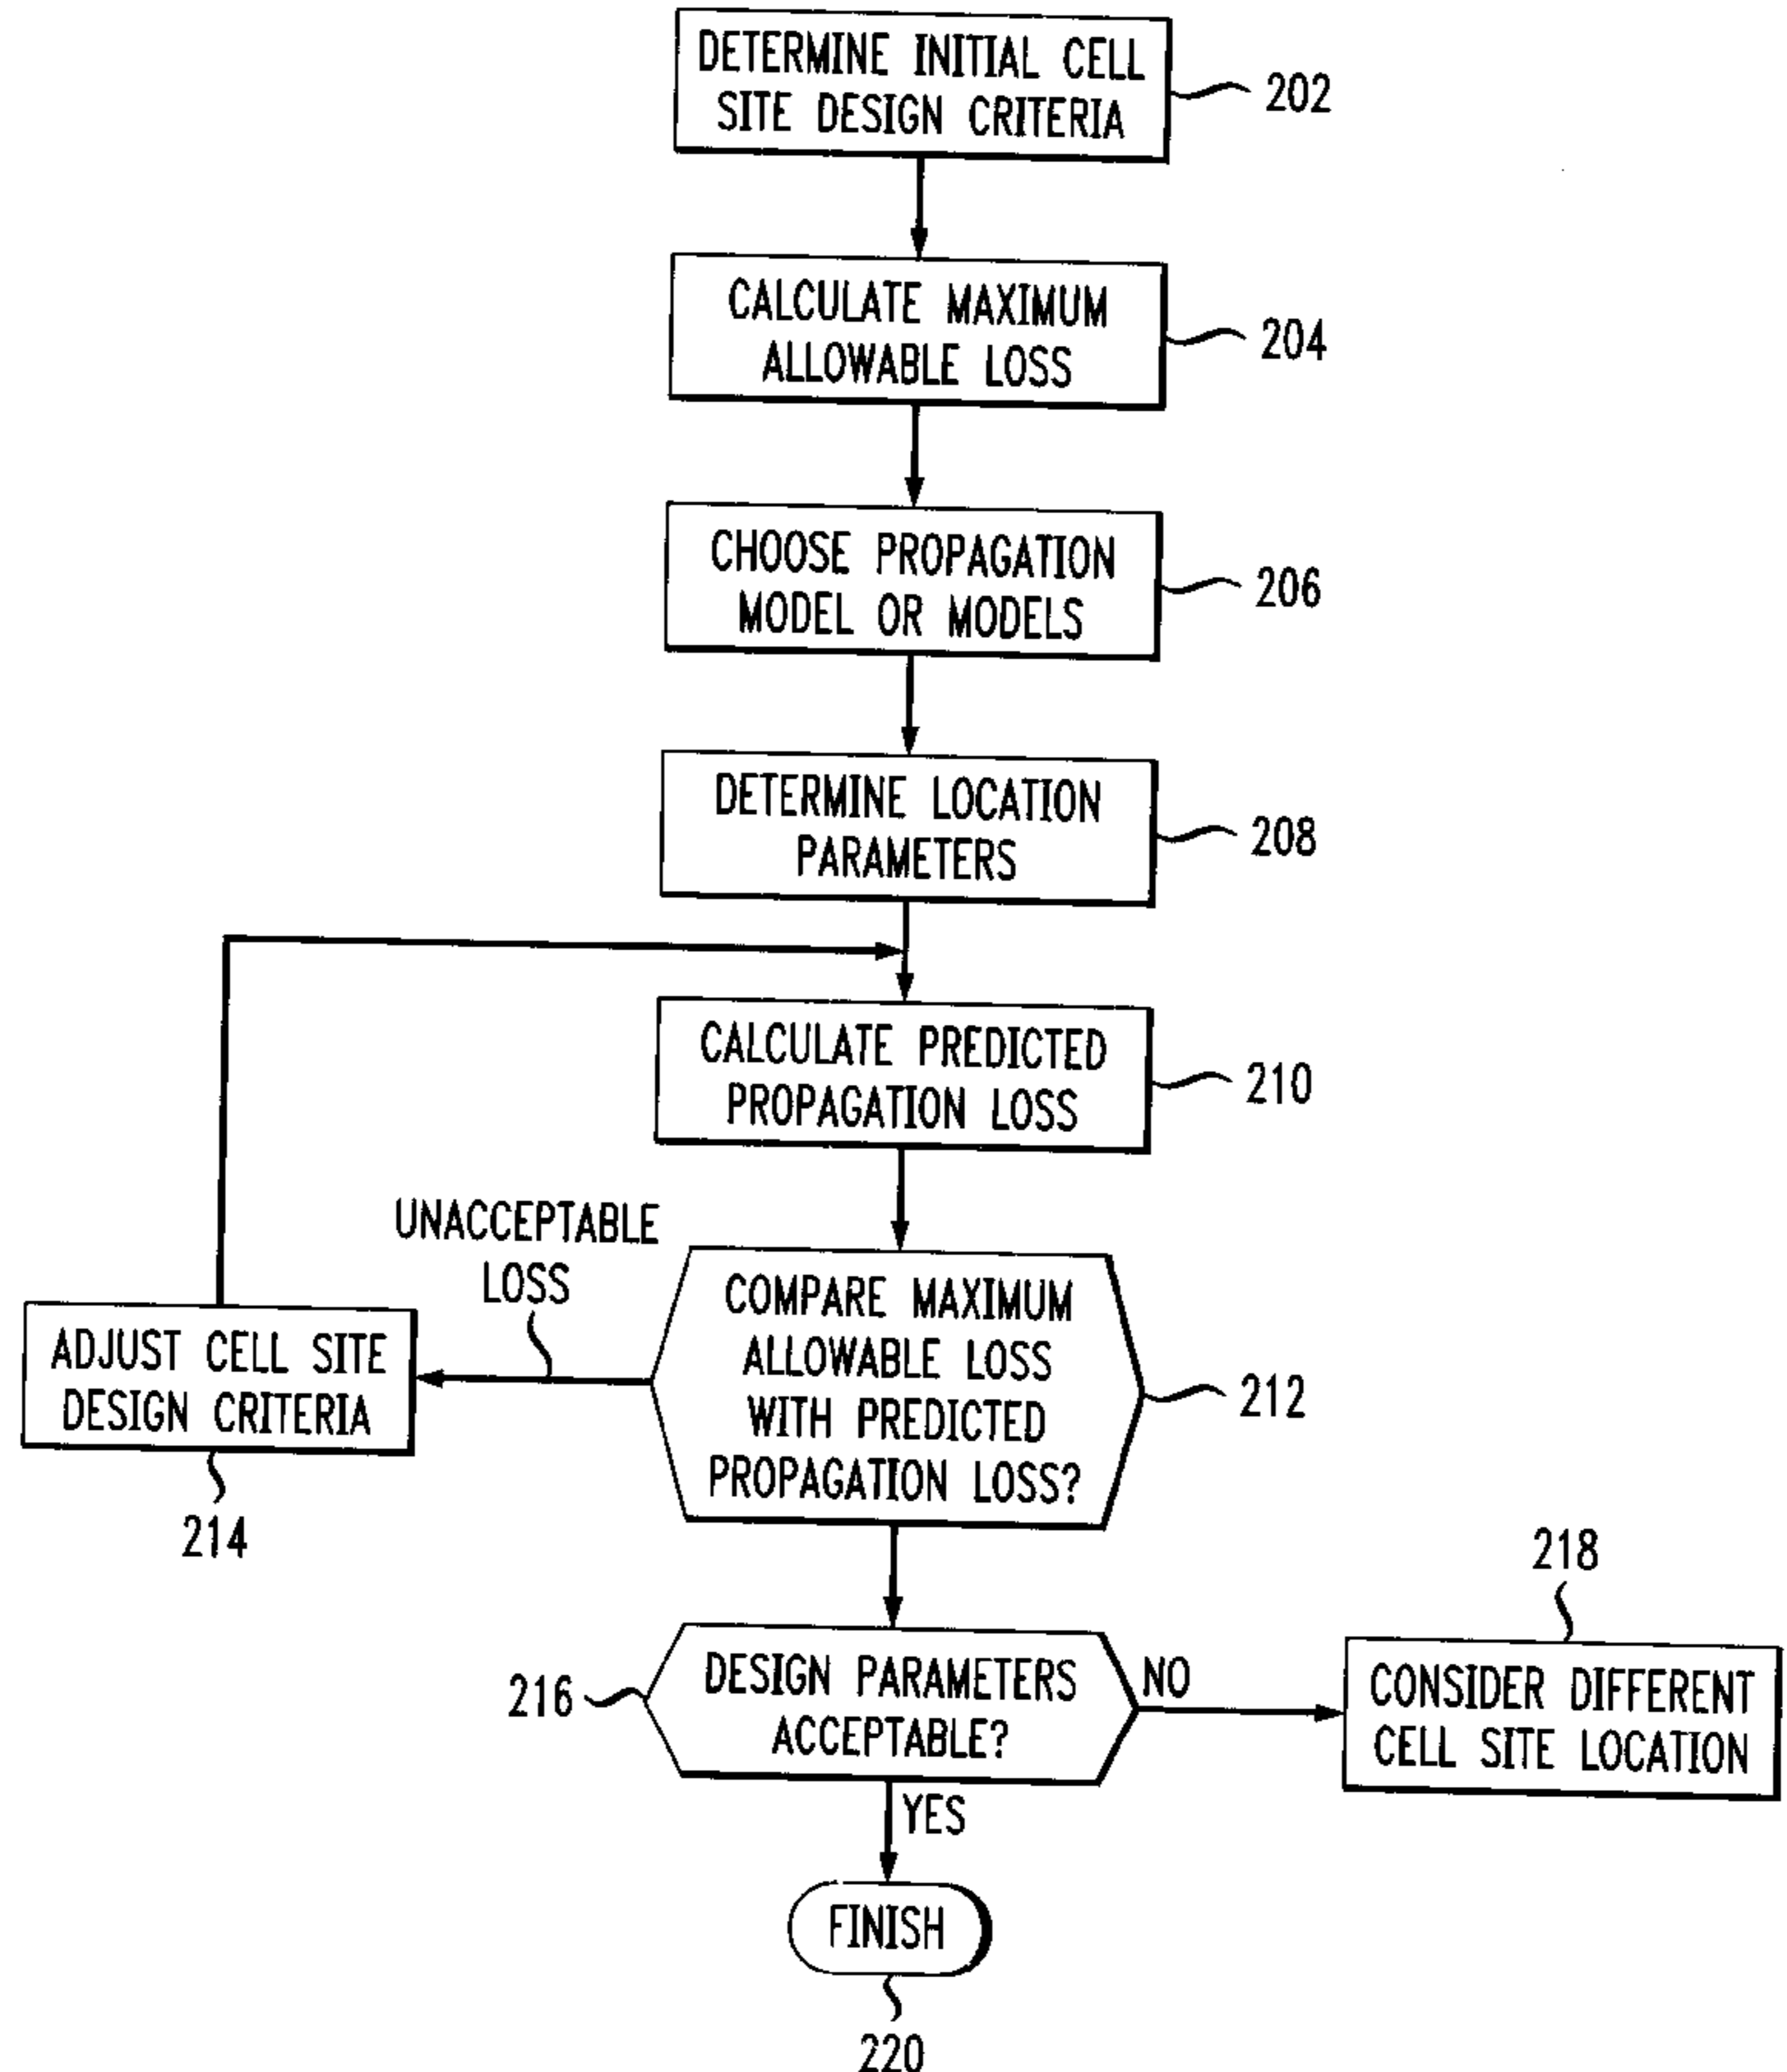 DETERMINE INITIAL CELL
SITE DESIGN CRITERIA
202
CALCULATE MAXIMUM
ALLOWABLE LOSS
204
CHOOSE PROPAGATION
MODEL OR MODELS
206
DETERMINE LOCATION
PARAMETERS
208
CALCULATE PREDICTED
PROPAGATION LOSS
210
UNACCEPTABLE
LOSS
COMPARE MAXIMUM
ALLOWABLE LOSS
WITH PREDICTED
PROPAGATION LOSS?
212
ADJUST CELL SITE
DESIGN CRITERIA
214
216
DESIGN PARAMETERS
ACCEPTABLE?
NO
218
CONSIDER DIFFERENT
CELL SITE LOCATION
YES
FINISH
220